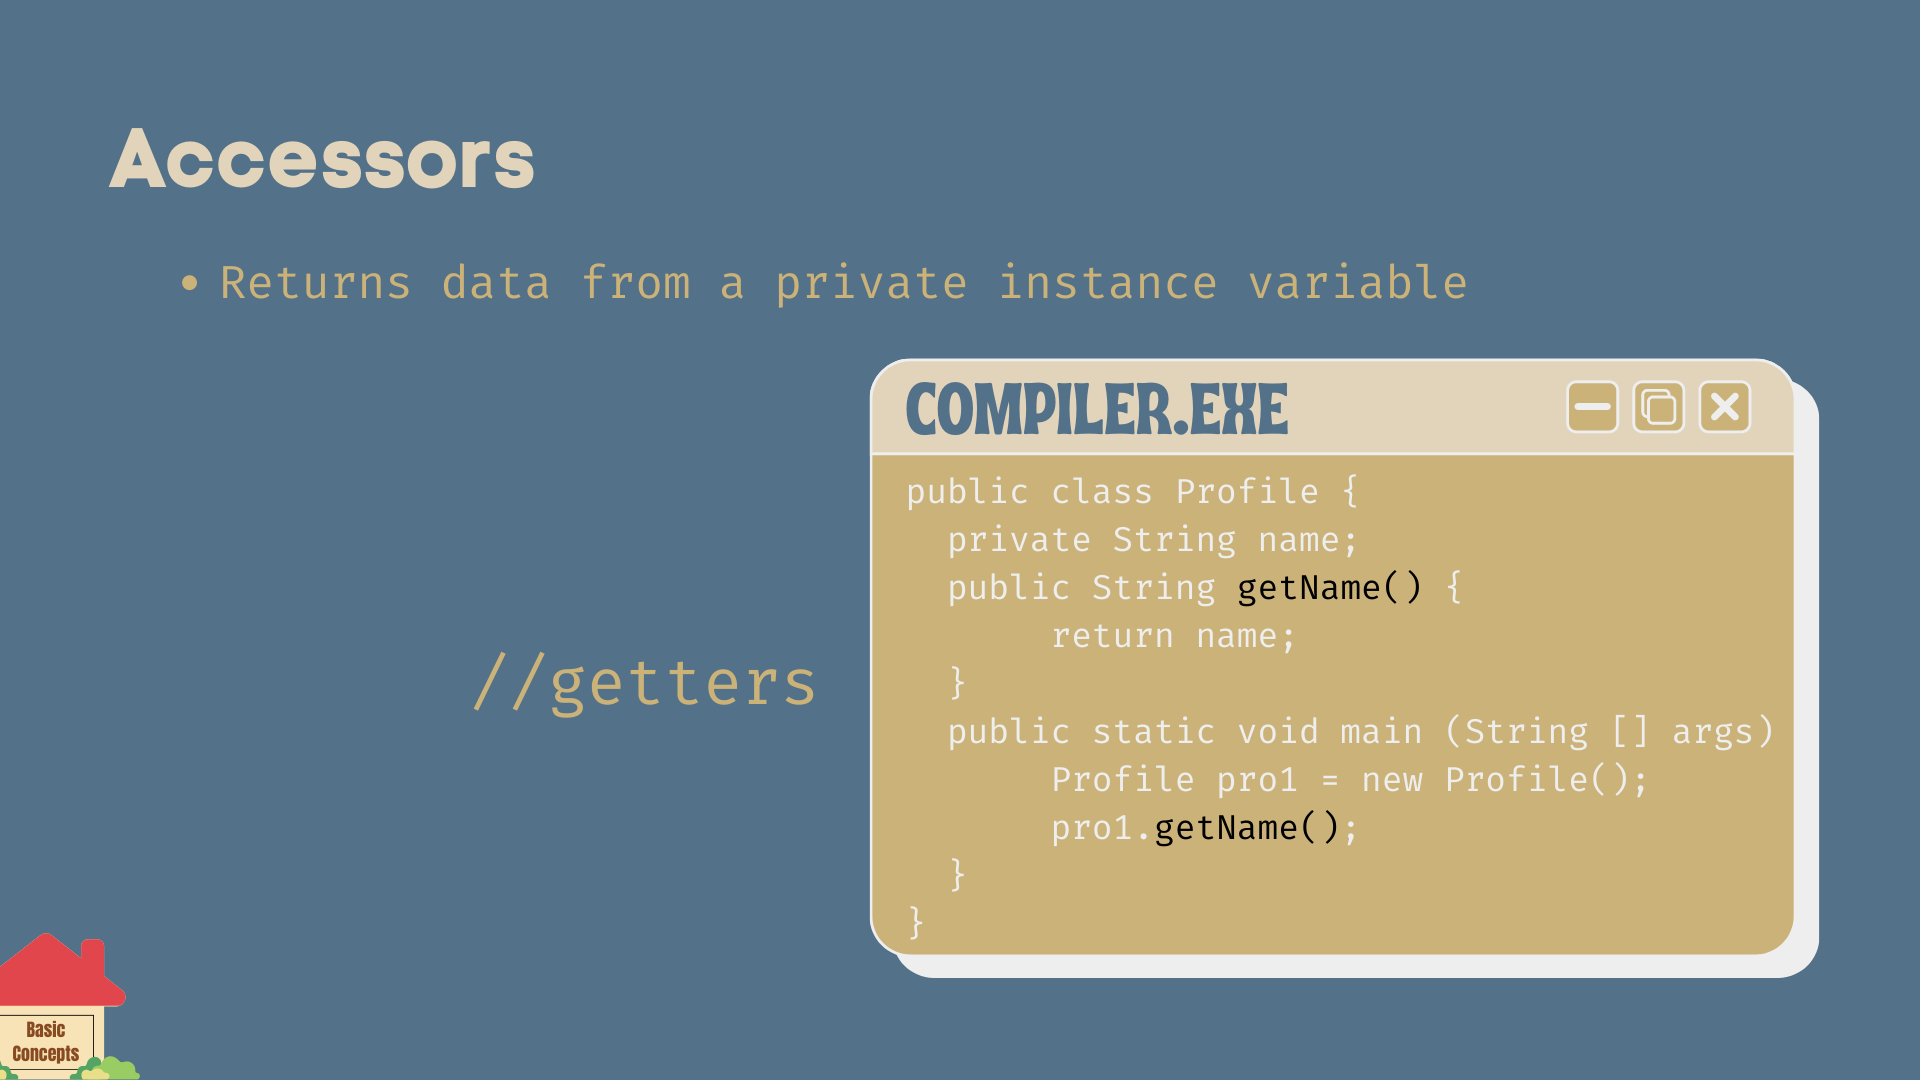 Accessors
• Returns data from a private instance variable
//getters
COMPILER.EXE
public class Profile {
  private String name;
  public String getName() {
       return name;
  }
  public static void main (String [] args)
       Profile pro1 = new Profile();
       pro1.getName();
  }
}
Basic
Concepts